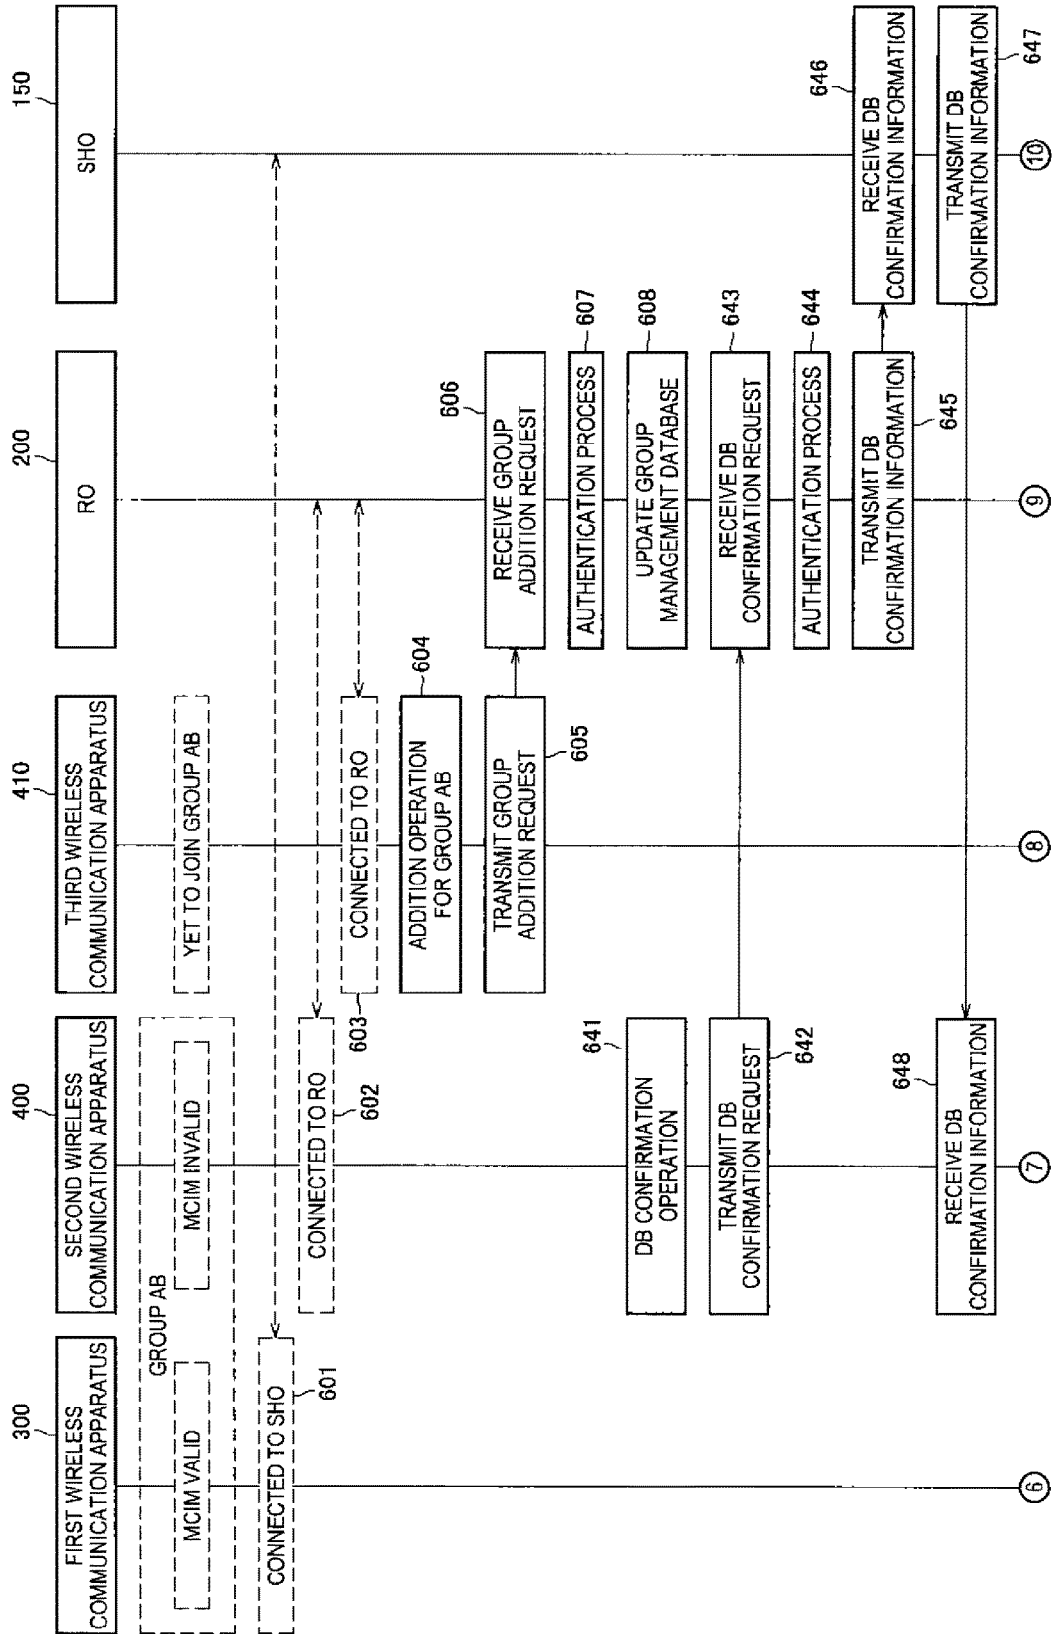 300
FIRST WIRELESS
COMMUNICATION APPARATUS
400
SECOND WIRELESS
COMMUNICATION APPARATUS
410
THIRD WIRELESS
COMMUNICATION APPARATUS
200
RO
150
SHO
GROUP AB
MCIM VALID
MCIM INVALID
YET TO JOIN GROUP AB
CONNECTED TO SHO
601
CONNECTED TO RO
602
603
CONNECTED TO RO
ADDITION OPERATION
FOR GROUP AB
604
TRANSMIT GROUP
ADDITION REQUEST
605
606
RECEIVE GROUP
ADDITION REQUEST
AUTHENTICATION PROCESS
607
DB CONFIRMATION
OPERATION
641
UPDATE GROUP
MANAGEMENT DATABASE
608
TRANSMIT DB
CONFIRMATION REQUEST
642
RECEIVE DB
CONFIRMATION REQUEST
643
AUTHENTICATION PROCESS
644
TRANSMIT DB
CONFIRMATION INFORMATION
645
646
RECEIVE DB
CONFIRMATION INFORMATION
648
RECEIVE DB
CONFIRMATION INFORMATION
TRANSMIT DB
CONFIRMATION INFORMATION
647
6
7
8
9
10